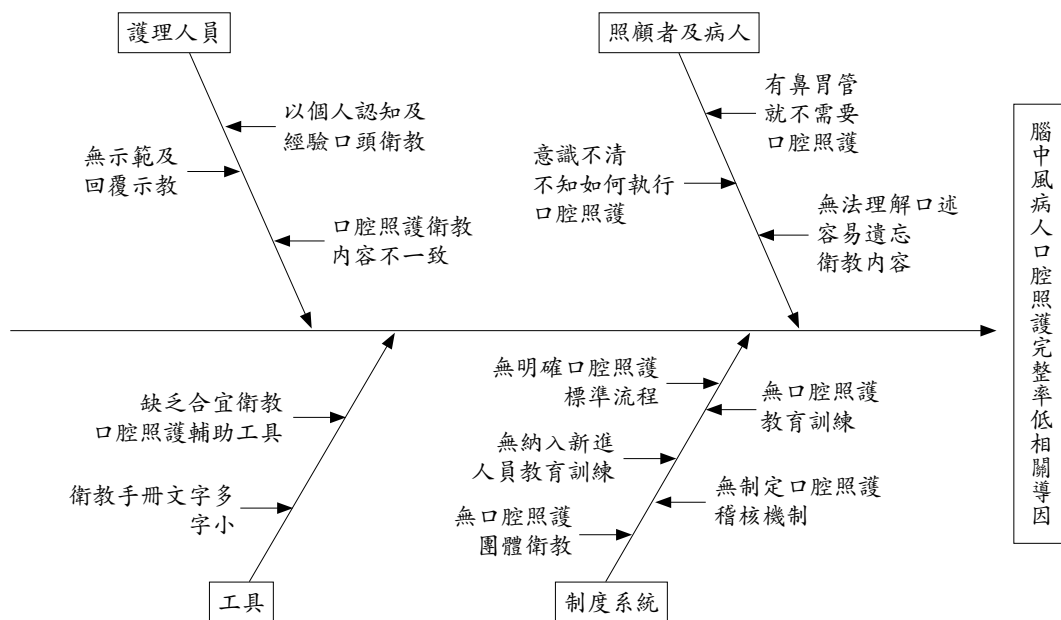 護理人員
以個人認知及
經驗口頭衛教
無示範及
回覆示教
口腔照護衛教
內容不一致
照顧者及病人
有鼻胃管
就不需要
口腔照護
意識不清
不知如何執行
口腔照護
無法理解口述
容易遺忘
衛教內容
缺乏合宜衛教
口腔照護輔助工具
衛教手冊文字多
字小
工具
無明確口腔照護
標準流程
無口腔照護
教育訓練
無納入新進
人員教育訓練
無制定口腔照護
稽核機制
無口腔照護
團體衛教
制度系統
腦中風病人口腔照護完整率低相關導因